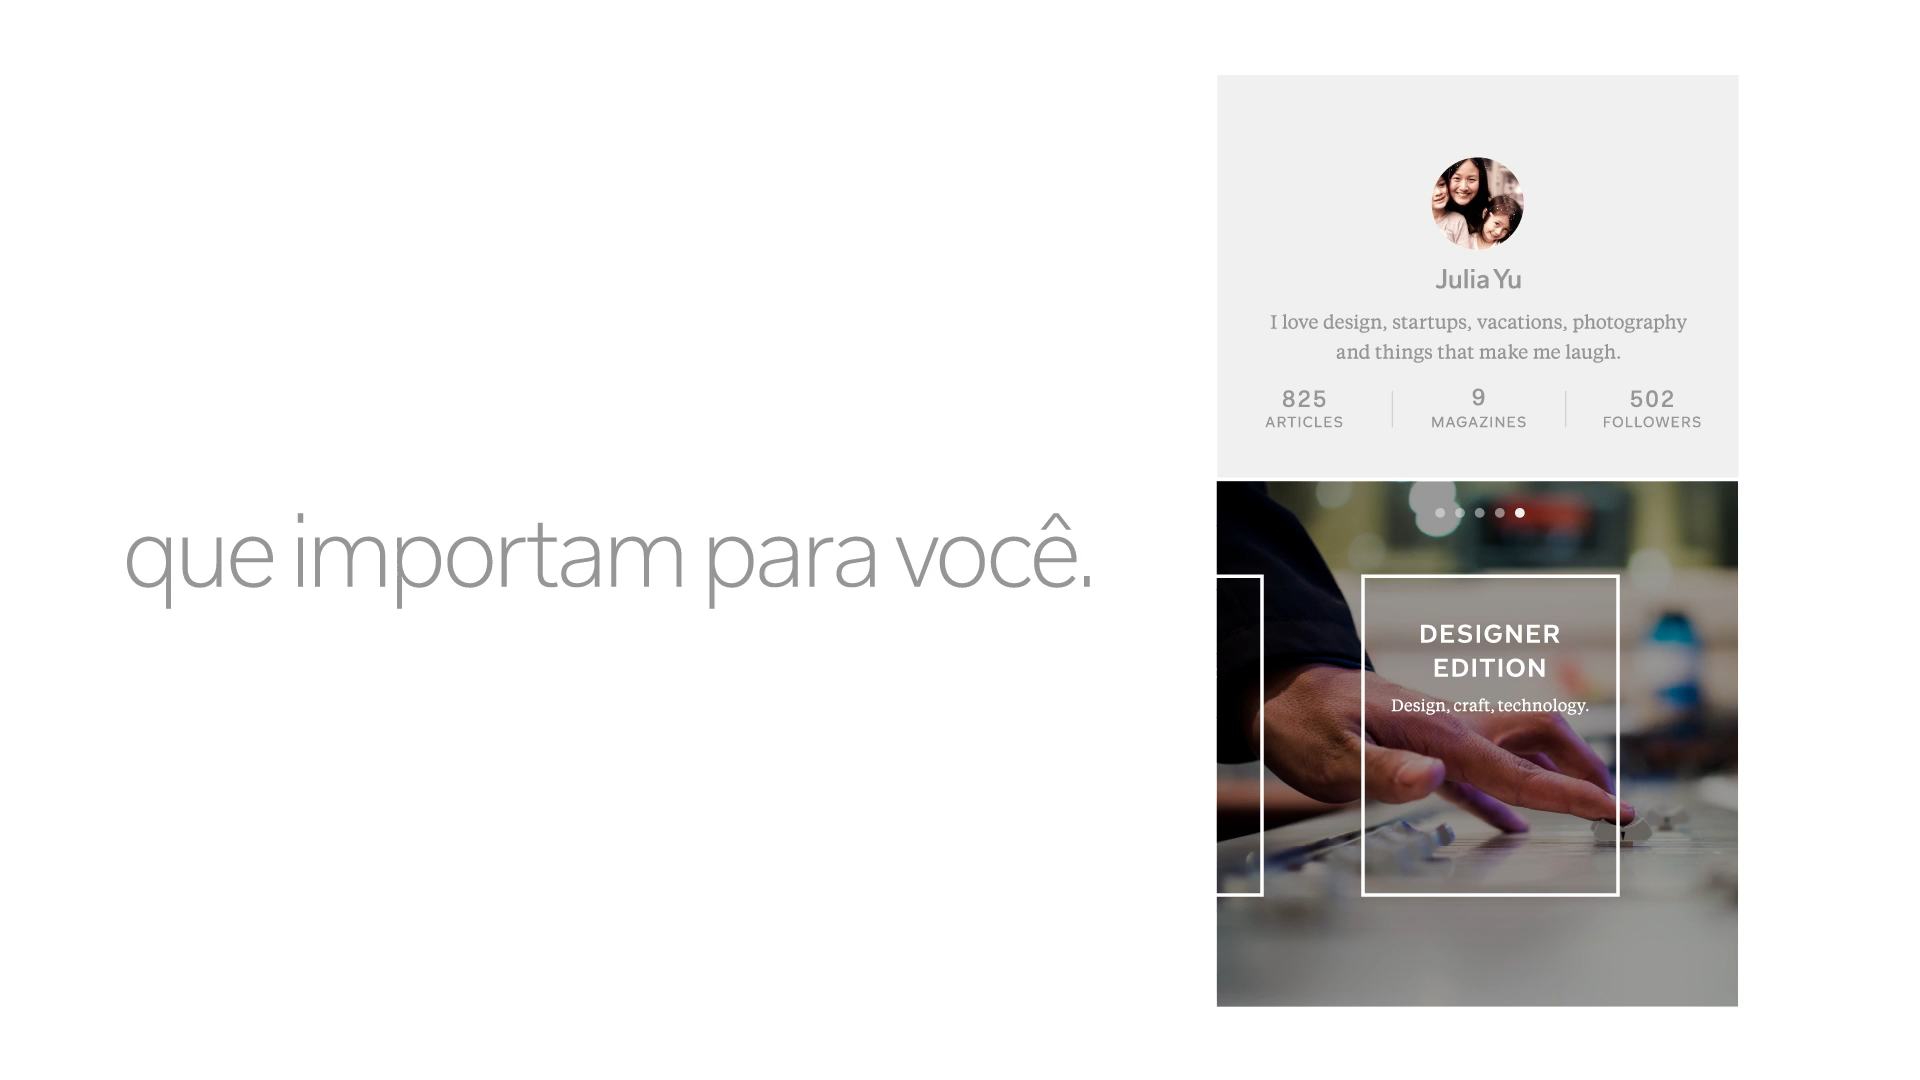 que importam para você.
Julia Yu
I love design, startups, vacations, photography
and things that make me laugh.
825
ARTICLES
9
MAGAZINES
502
FOLLOWERS
DESIGNER
EDITION
Design, craft, technology.